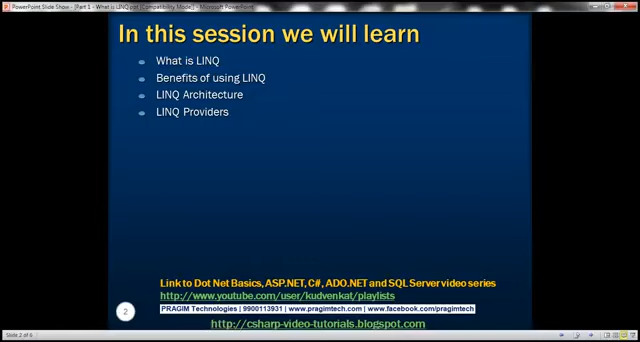 PowerPoint Slide Show - [Part 1 - What is LINQ.ppt [Compatibility Mode]]
In this session we will learn
What is LINQ
Benefits of using LINQ
LINQ Architecture
LINQ Providers
Link to Dot Net Basics, ASP.NET, C#, ADO.NET and SQL Server video series
http://www.youtube.com/user/kudvenkat/playlists
2
PRAGIM Technologies | 9900113931 | www.pragimtech.com | www.facebook.com/pragimtech
http://csharp-video-tutorials.blogspot.com
Slide 2 of 6